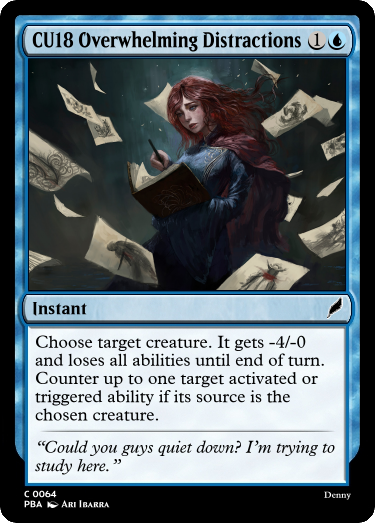 CU18 Overwhelming Distractions 1
Instant
Choose target creature. It gets -4/-0
and loses all abilities until end of turn.
Counter up to one target activated or
triggered ability if its source is the
chosen creature.
“Could you guys quiet down? I’m trying to
study here.”
C 0064
PBA Ari Ibarra
Denny